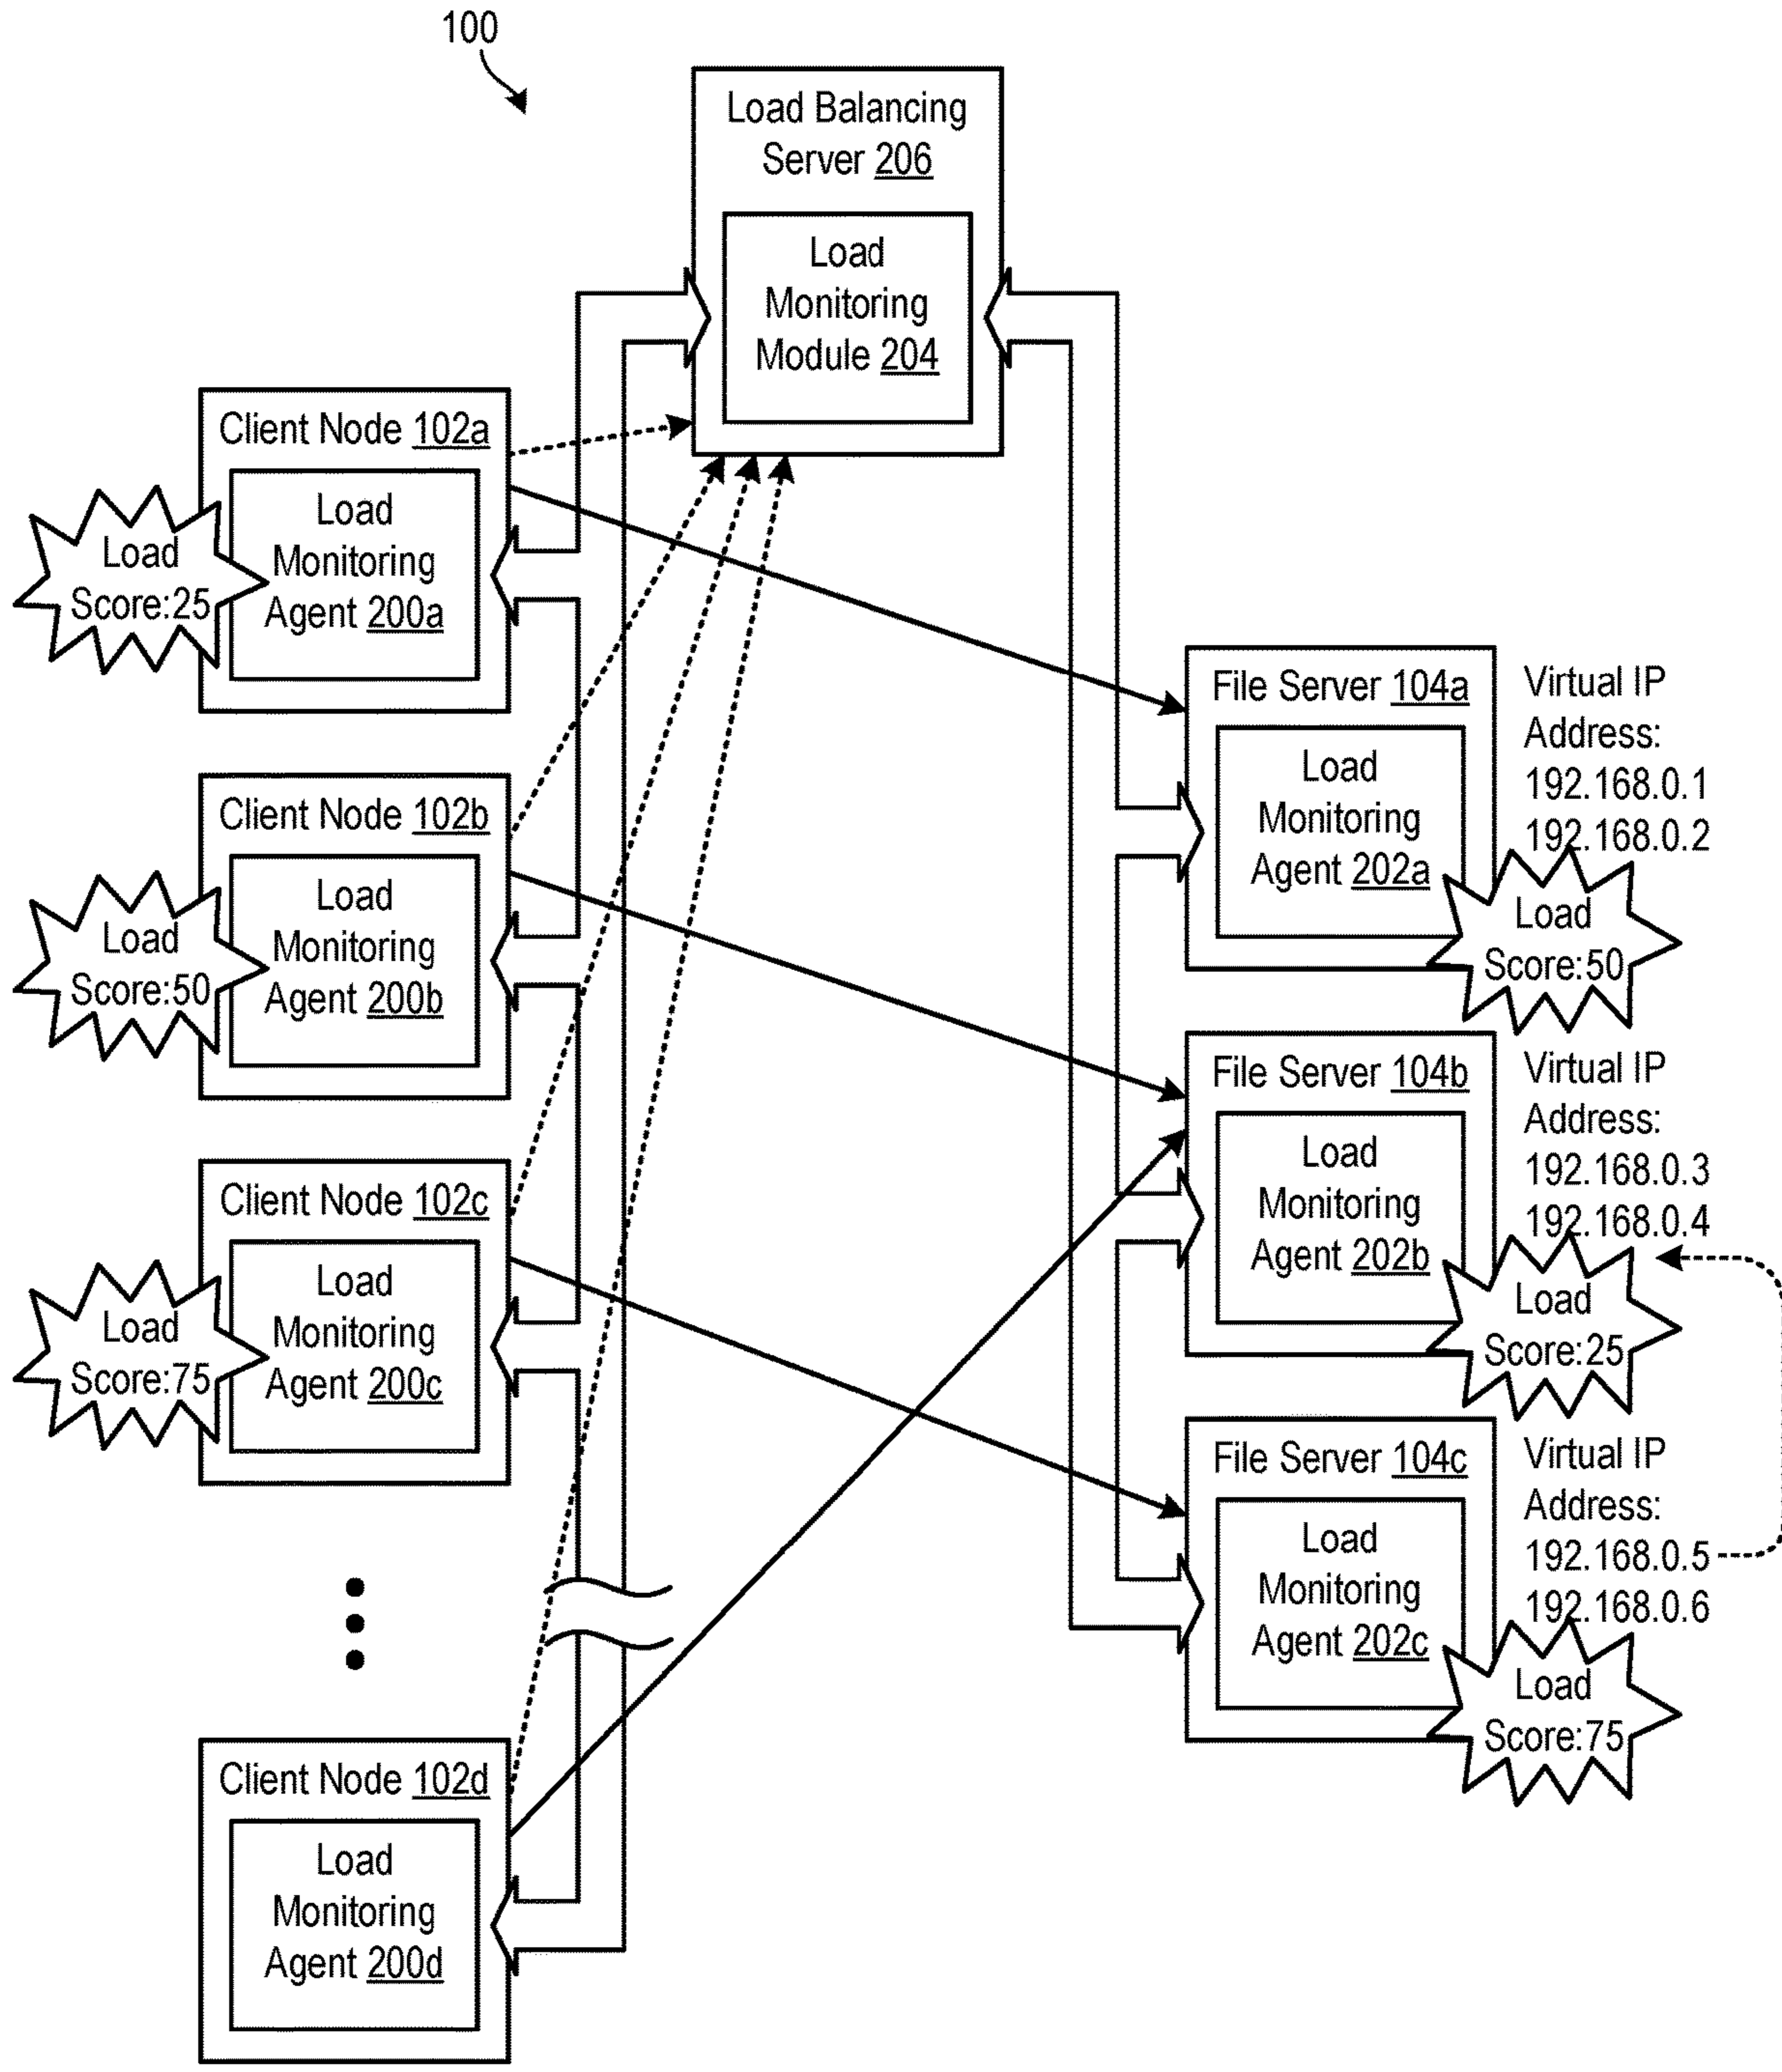 100
Load Balancing
Server 206
Load
Monitoring
Module 204
Client Node 102a
Load
Monitoring
Agent 200a
Load
Score:25
Client Node 102b
Load
Monitoring
Agent 200b
Load
Score:50
Client Node 102c
Load
Monitoring
Agent 200c
Load
Score:75
Client Node 102d
Load
Monitoring
Agent 200d
File Server 104a
Load
Monitoring
Agent 202a
Virtual IP
Address:
192.168.0.1
192.168.0.2
Load
Score:50
File Server 104b
Load
Monitoring
Agent 202b
Virtual IP
Address:
192.168.0.3
192.168.0.4
Load
Score:25
File Server 104c
Load
Monitoring
Agent 202c
Virtual IP
Address:
192.168.0.5
192.168.0.6
Load
Score:75